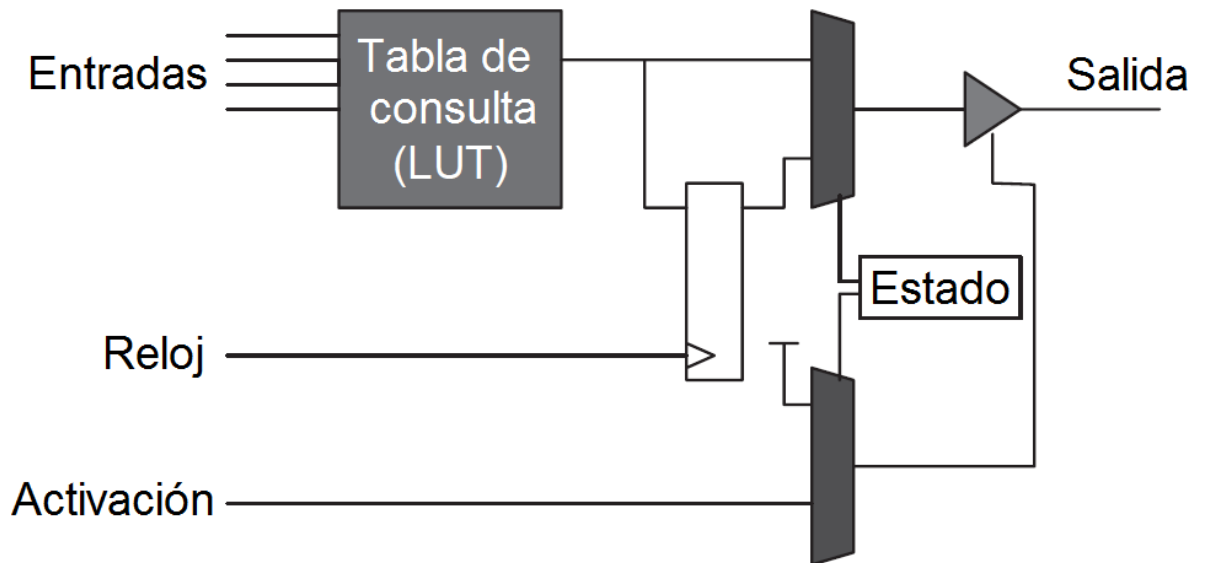 Entradas
Tabla de
consulta
(LUT)
Salida
Estado
Reloj
Activación